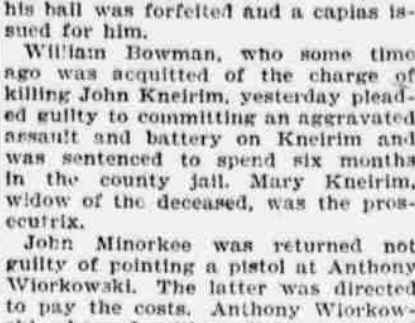 his bail was forfeited and a capias is-
sued for him.
William Bowman, who some time
ago was acquitted of the charge of
killing John Kneirim, yesterday plead-
ed guilty to committing an aggravated
assault and battery on Kneirim and
was sentenced to spend six months
in the county jail. Mary Kneirim,
widow of the deceased, was the pros-
ecutrix.
John Minorkee was returned not
guilty of pointing a pistol at Anthony
Wiorkowski. The latter was directed
to pay the costs. Anthony Wiorkow-